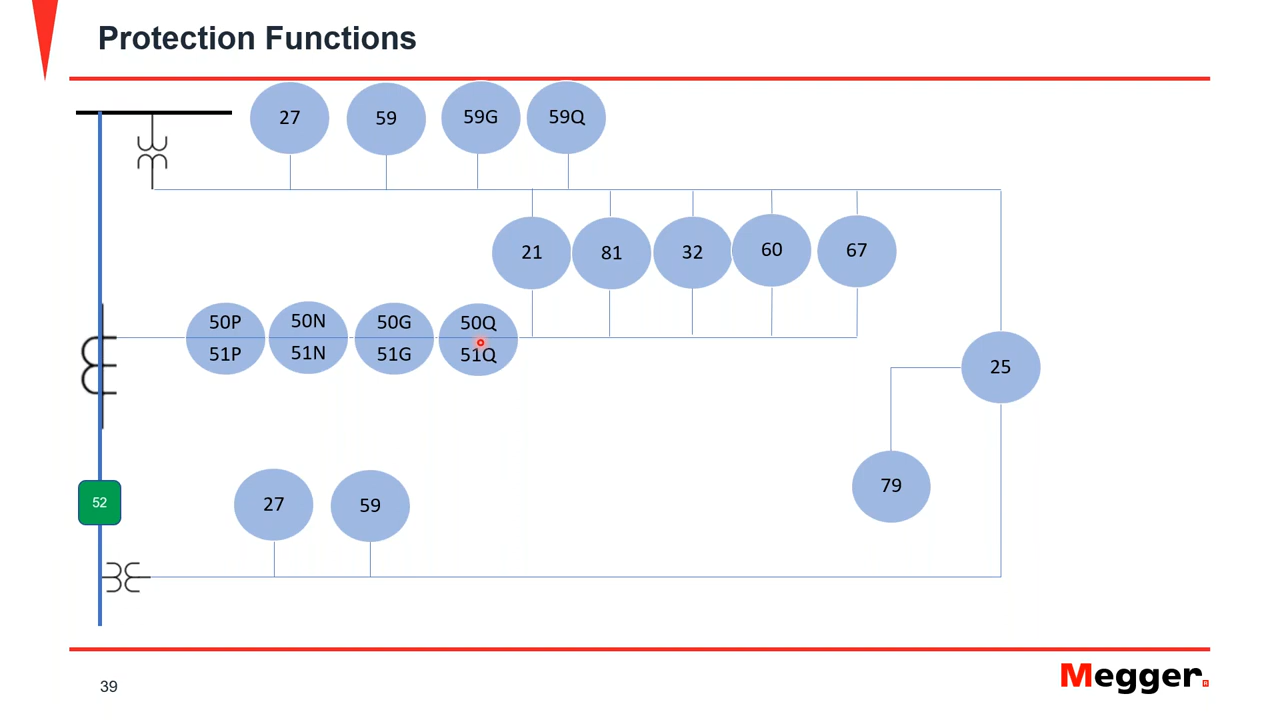 Protection Functions
27
59
59G
59Q
21
81
32
60
67
50P
51P
50N
51N
50G
51G
50Q
51Q
25
79
52
27
59
39
Megger